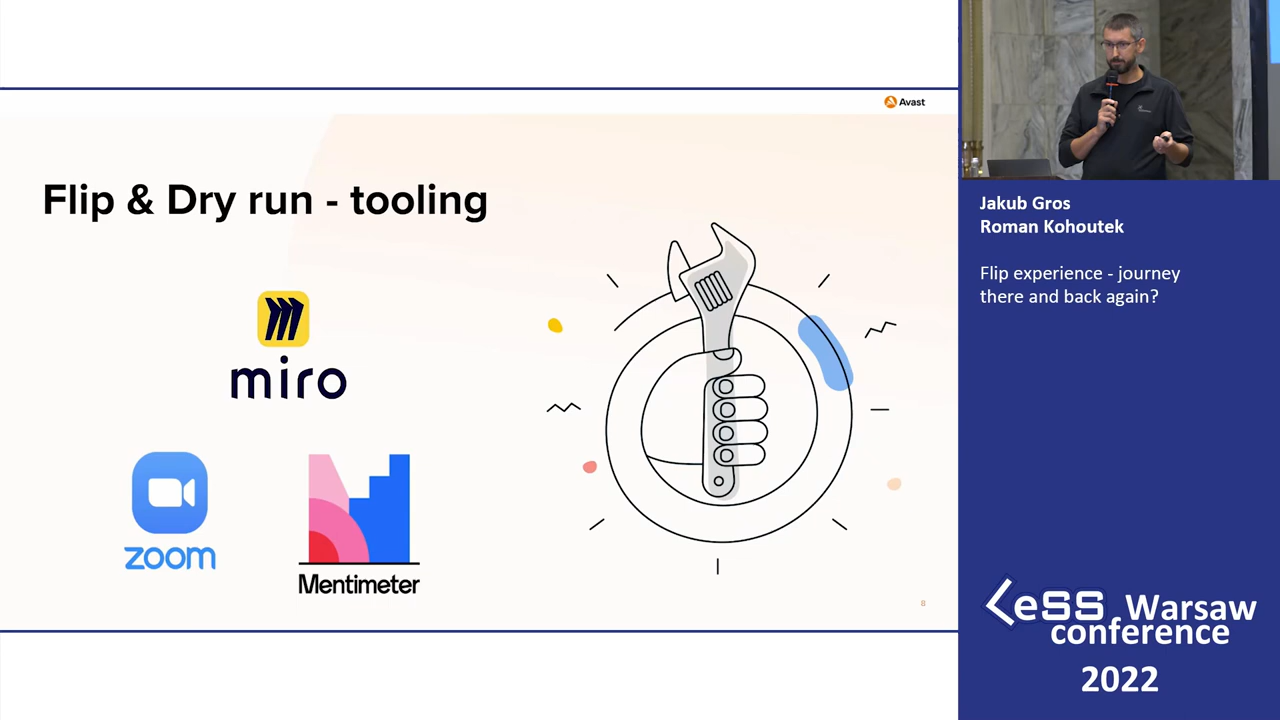 Avast
Flip & Dry run - tooling
miro
zoom
Mentimeter
8
Jakub Gros
Roman Kohoutek
Flip experience - journey
there and back again?
LeSS Warsaw
conference
2022